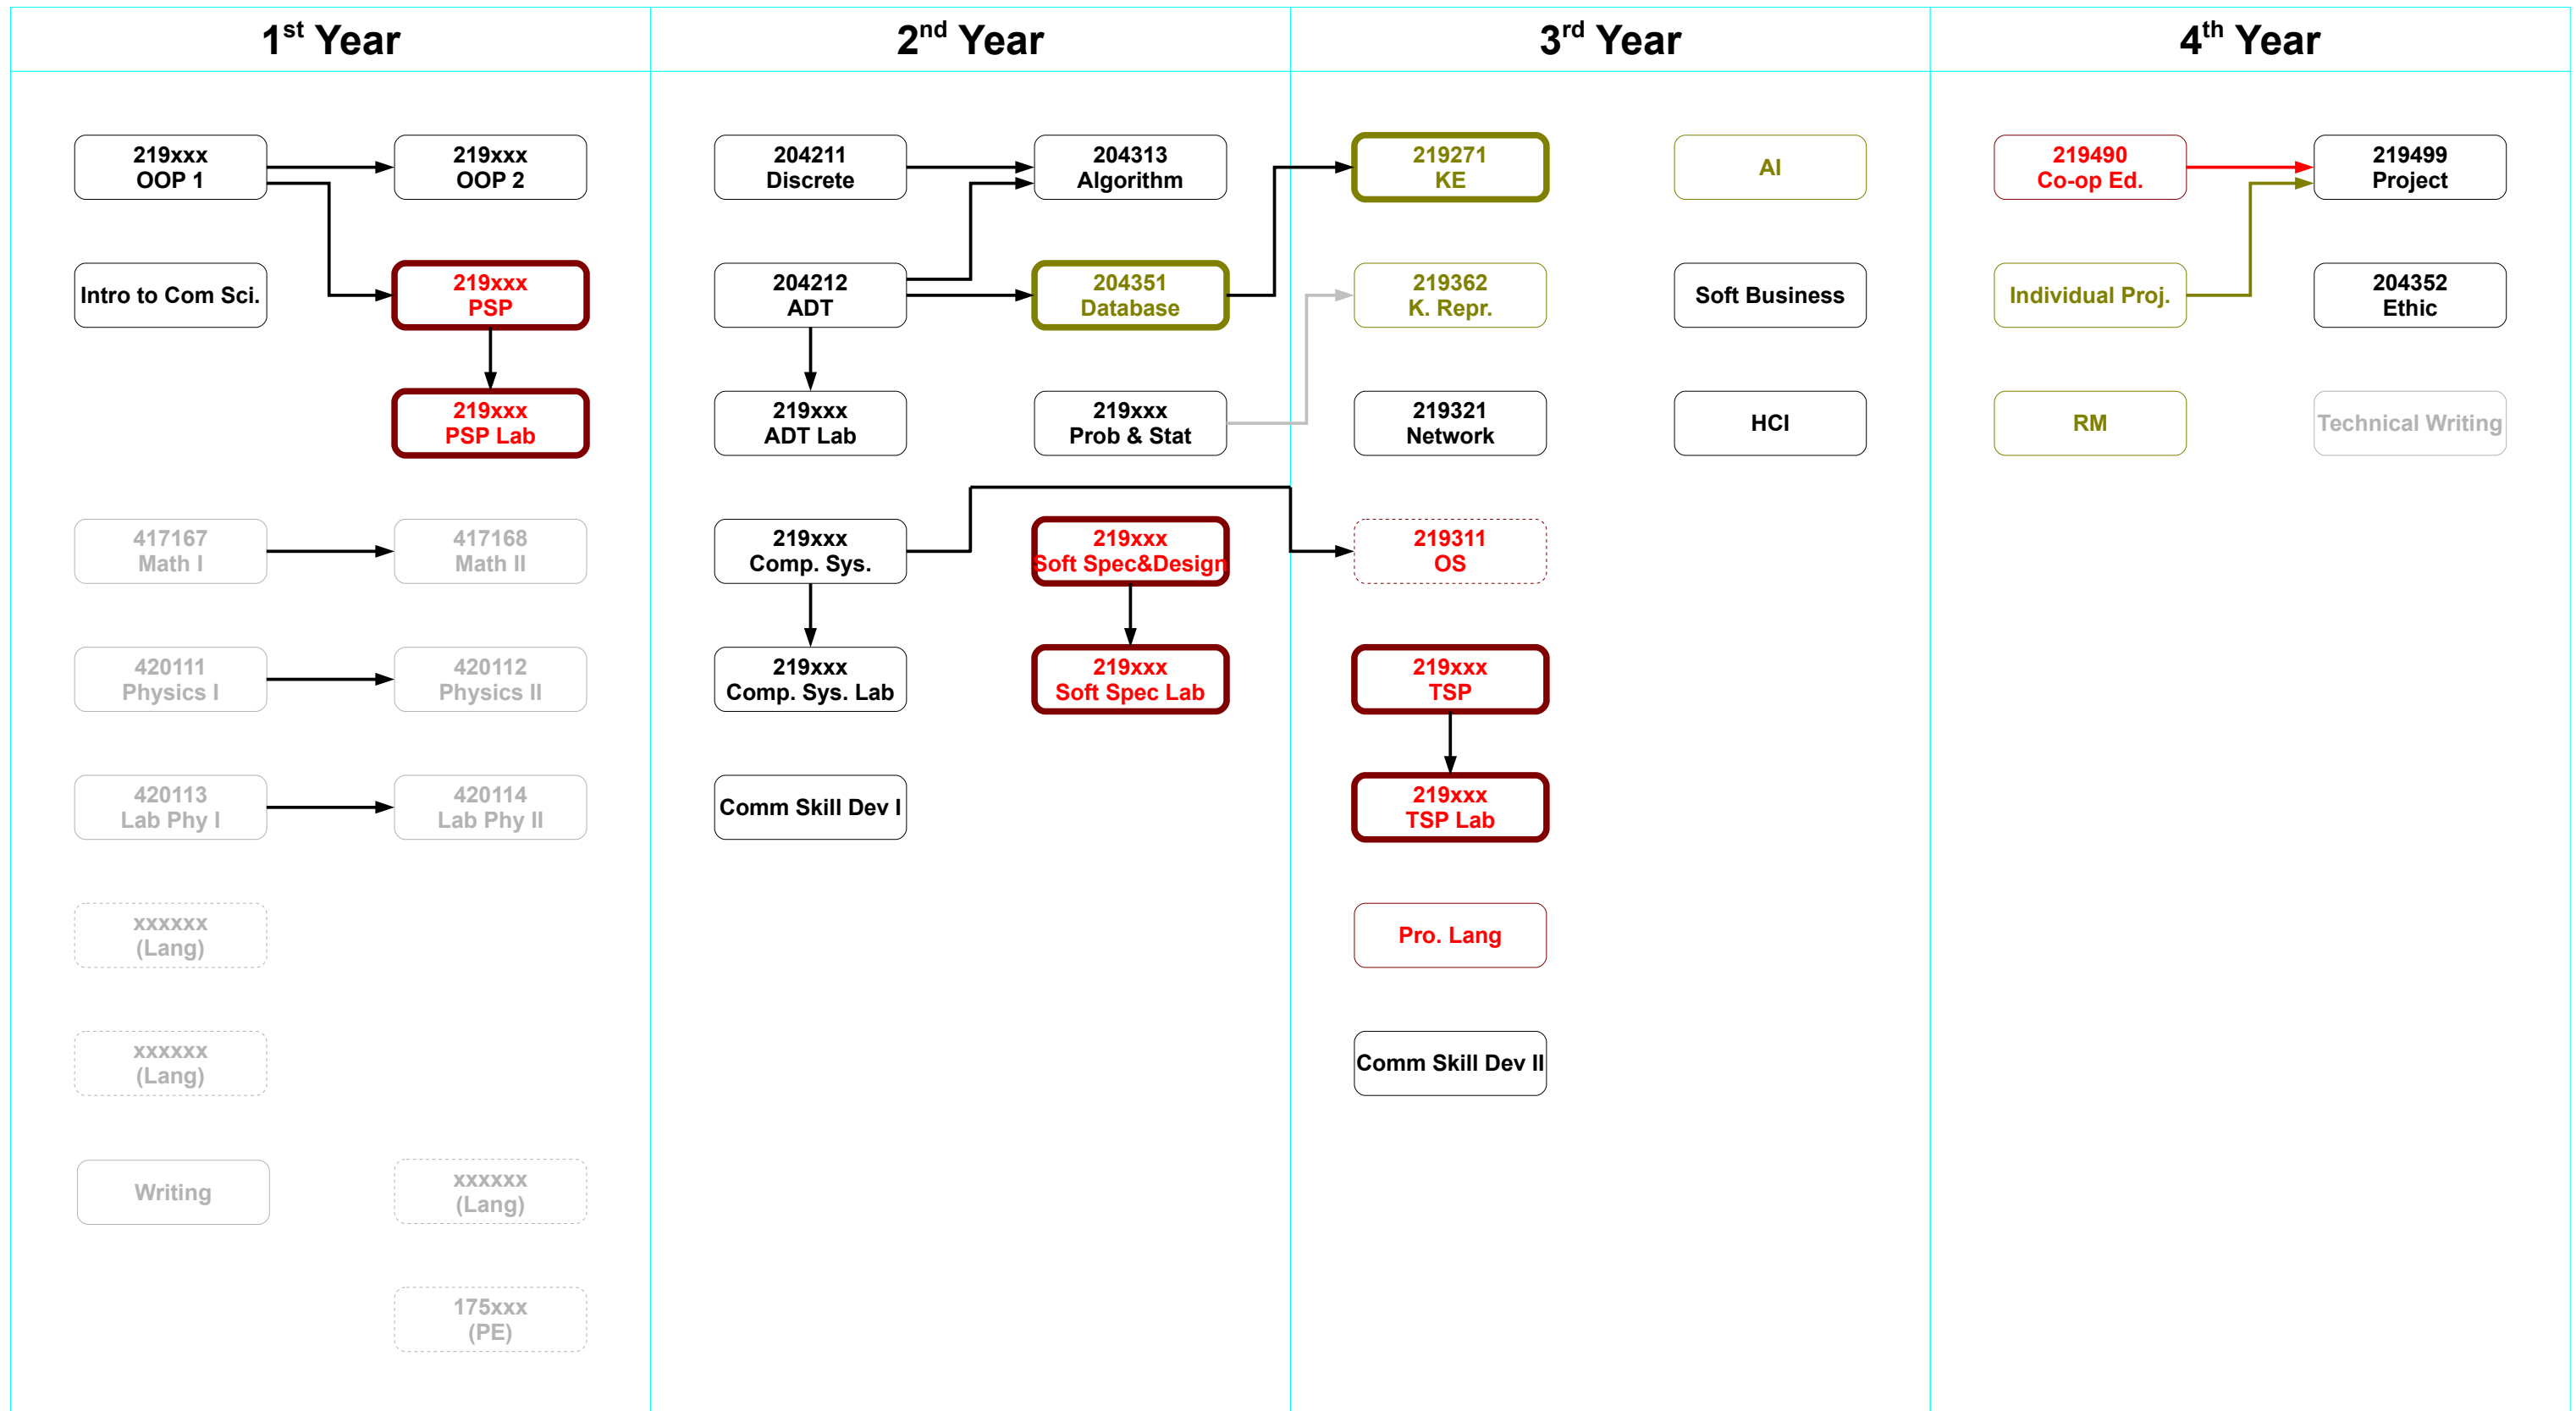 1st Year
2nd Year
3rd Year
4th Year
219xxx
OOP 1
219xxx
OOP 2
Intro to Com Sci.
219xxx
PSP
219xxx
PSP Lab
417167
Math I
417168
Math II
420111
Physics I
420112
Physics II
420113
Lab Phy I
420114
Lab Phy II
xxxxxx
(Lang)
xxxxxx
(Lang)
Writing
xxxxxx
(Lang)
175xxx
(PE)
204211
Discrete
204313
Algorithm
204212
ADT
204351
Database
219xxx
ADT Lab
219xxx
Prob & Stat
219xxx
Comp. Sys.
219xxx
Soft Spec&Design
219xxx
Comp. Sys. Lab
219xxx
Soft Spec Lab
Comm Skill Dev I
219271
KE
AI
219362
K. Repr.
Soft Business
219321
Network
HCI
219311
OS
219xxx
TSP
219xxx
TSP Lab
Pro. Lang
Comm Skill Dev II
219490
Co-op Ed.
219499
Project
Individual Proj.
204352
Ethic
RM
Technical Writing